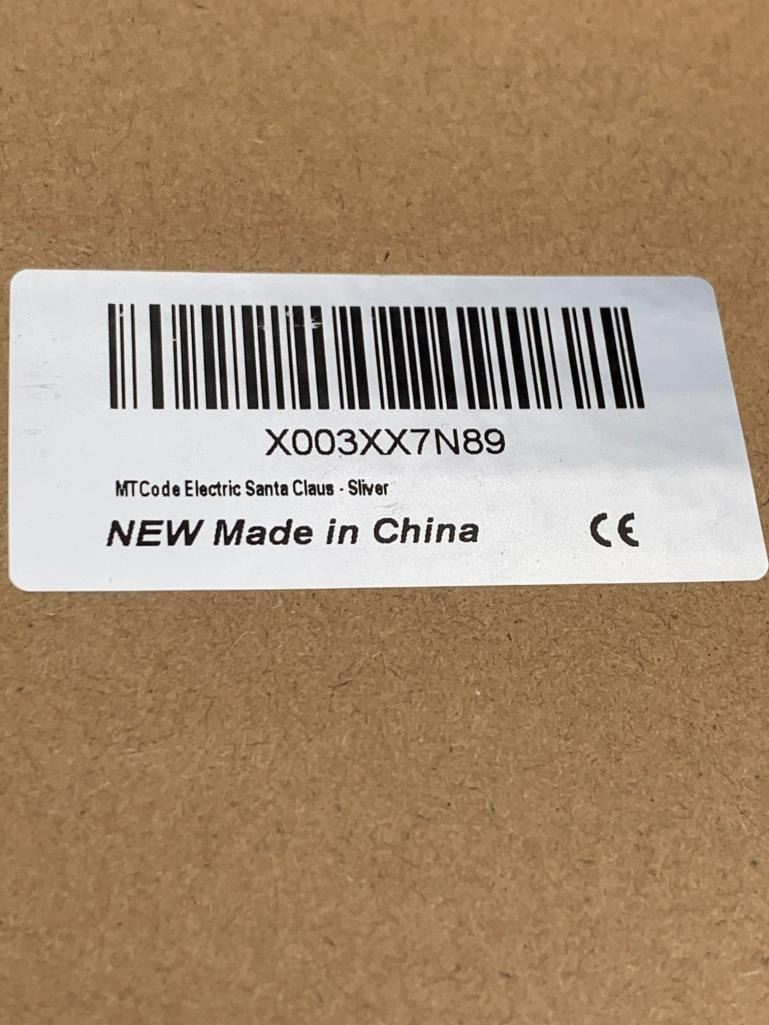 X003XX7N89
MTCode Electric Santa Claus - Sliver
NEW Made in China CE